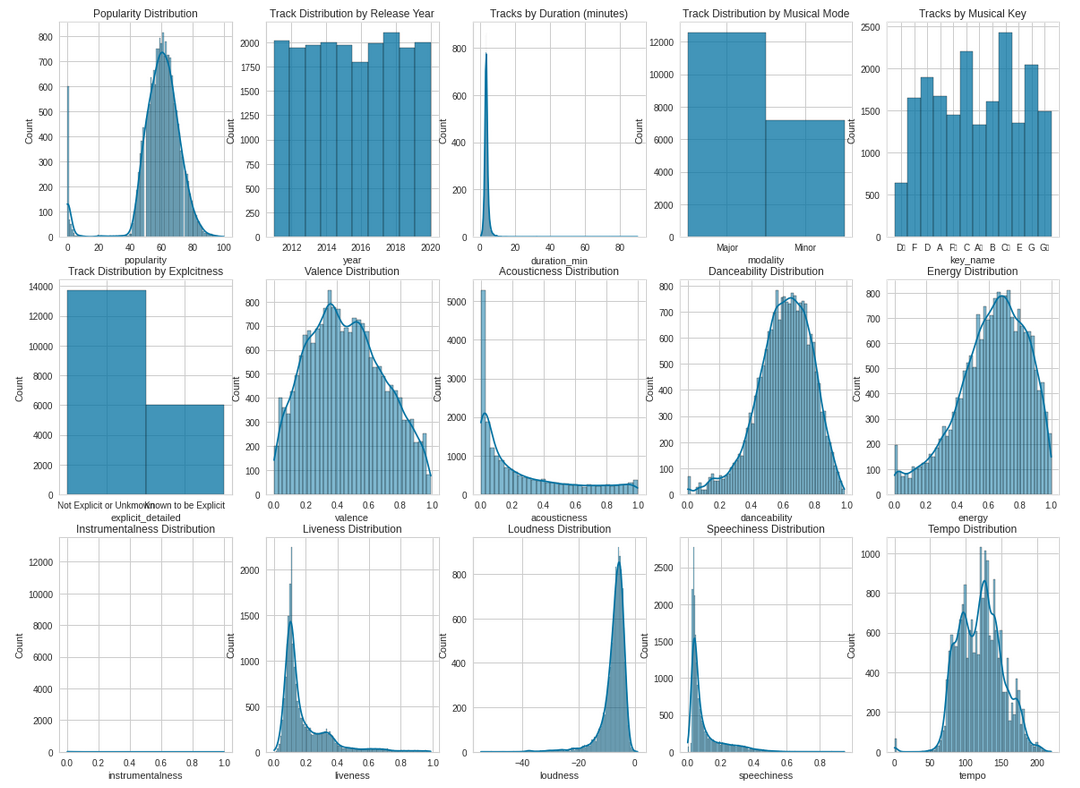 Popularity Distribution
Count
800
700
600
500
400
300
200
100
0
0 20 40 60 80 100
popularity
Track Distribution by Release Year
Count
2000
1750
1500
1250
1000
750
500
250
0
2012 2014 2016 2018 2020
year
Tracks by Duration (minutes)
Count
800
600
400
200
0
0 20 40 60 80
duration_min
Track Distribution by Musical Mode
Count
12000
10000
8000
6000
4000
2000
0
Major Minor
modality
Tracks by Musical Key
Count
2500
2000
1500
1000
500
0
D▯ F D A F▯ C A▯ B C▯ E G G▯
key_name
Track Distribution by Explcitness
Count
14000
12000
10000
8000
6000
4000
2000
0
Not Explicit or Unknown Known to be Explicit
explicit_detailed
Valence Distribution
Count
800
700
600
500
400
300
200
100
0
0.0 0.2 0.4 0.6 0.8 1.0
valence
Acousticness Distribution
Count
5000
4000
3000
2000
1000
0
0.0 0.2 0.4 0.6 0.8 1.0
acousticness
Danceability Distribution
Count
800
700
600
500
400
300
200
100
0
0.0 0.2 0.4 0.6 0.8 1.0
danceability
Energy Distribution
Count
800
700
600
500
400
300
200
100
0
0.0 0.2 0.4 0.6 0.8 1.0
energy
Instrumentalness Distribution
Count
12000
10000
8000
6000
4000
2000
0
0.0 0.2 0.4 0.6 0.8 1.0
instrumentalness
Liveness Distribution
Count
2000
1500
1000
500
0
0.0 0.2 0.4 0.6 0.8 1.0
liveness
Loudness Distribution
Count
800
600
400
200
0
−40 −20 0
loudness
Speechiness Distribution
Count
2500
2000
1500
1000
500
0
0.0 0.2 0.4 0.6 0.8
speechiness
Tempo Distribution
Count
1000
800
600
400
200
0
0 50 100 150 200
tempo